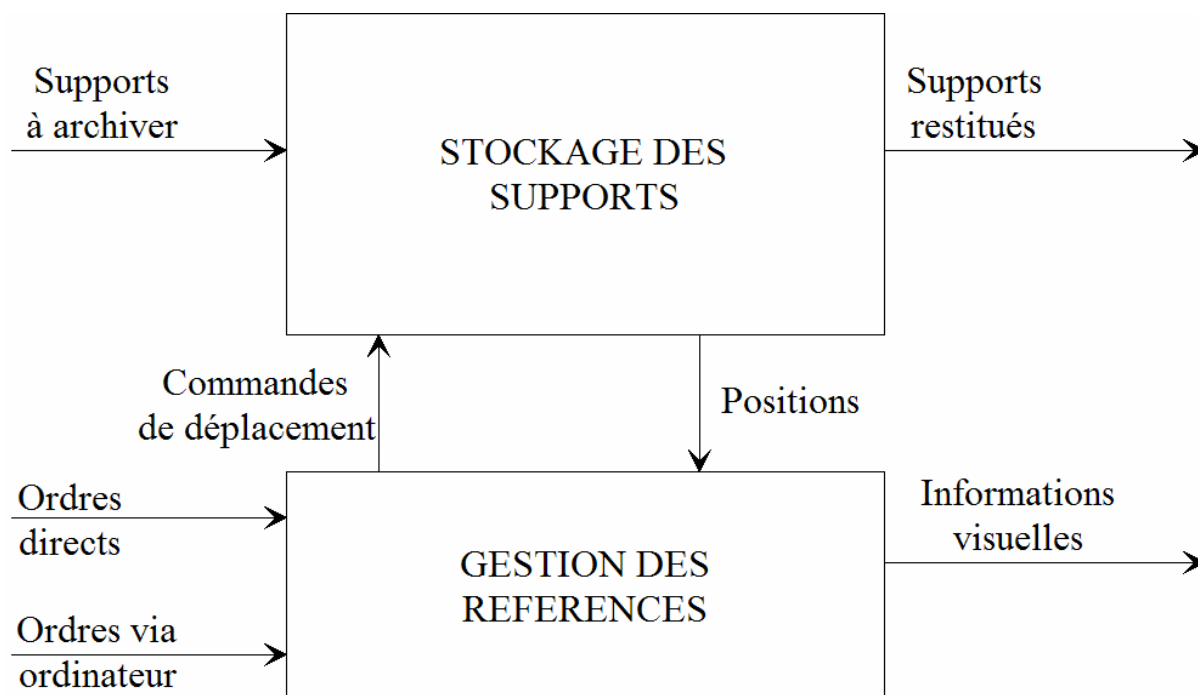 Supports
à archiver
STOCKAGE DES
SUPPORTS
Supports
restitués
Commandes
de déplacement
Positions
Ordres
directs
Ordres via
ordinateur
GESTION DES
REFERENCES
Informations
visuelles